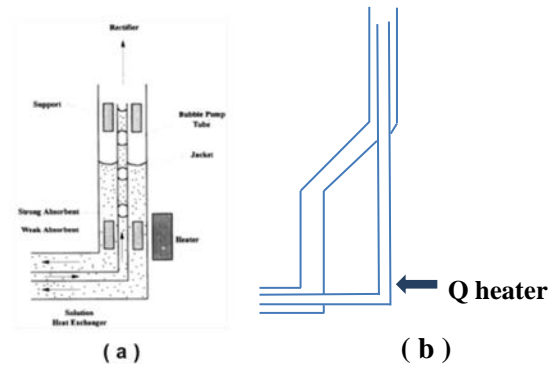 Rectifier
Support
Bubble Pump
Tube
Jacket
Strong Absorbent
Weak Absorbent
Heater
Solution
Heat Exchanger
( a )
Q heater
( b )